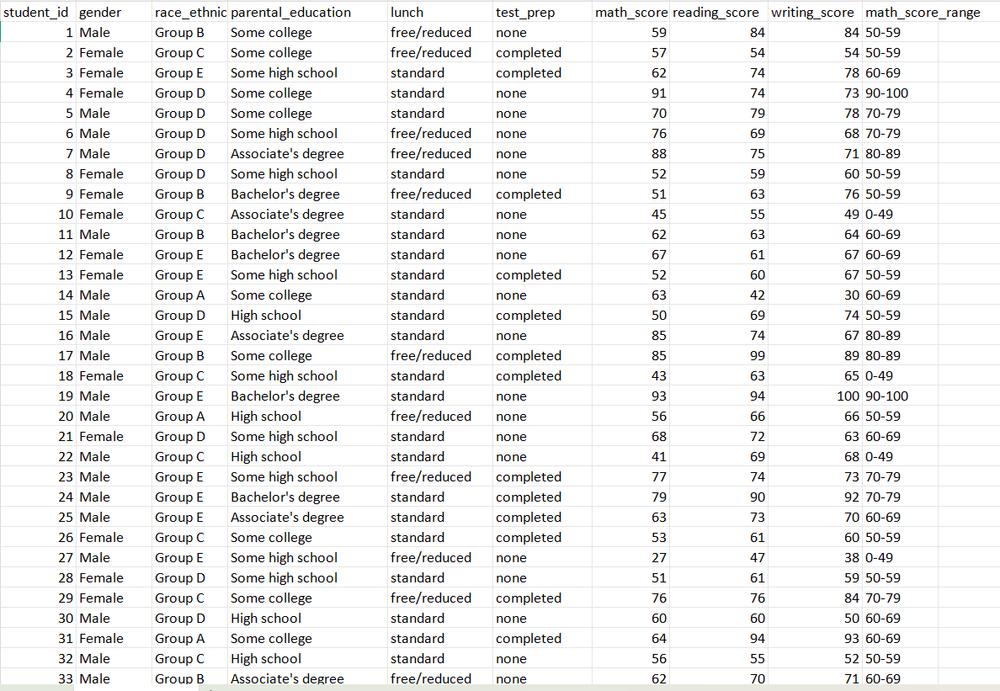 student_id gender race_ethnic parental_education lunch test_prep math_score reading_score writing_score math_score_range
1 Male Group B Some college free/reduced none 59 84 84 50-59
2 Female Group C Some college free/reduced completed 57 54 54 50-59
3 Female Group E Some high school standard completed 62 74 78 60-69
4 Female Group D Some college standard none 91 74 73 90-100
5 Male Group D Some college standard none 70 79 78 70-79
6 Male Group D Some high school free/reduced none 76 69 68 70-79
7 Male Group D Associate's degree free/reduced none 88 75 71 80-89
8 Female Group D Some high school standard none 52 59 60 50-59
9 Female Group B Bachelor's degree free/reduced completed 51 63 76 50-59
10 Female Group C Associate's degree standard none 45 55 49 0-49
11 Male Group B Bachelor's degree standard none 62 63 64 60-69
12 Female Group E Bachelor's degree standard none 67 61 67 60-69
13 Female Group E Some high school standard completed 52 60 67 50-59
14 Male Group A Some college standard none 63 42 30 60-69
15 Male Group D High school standard completed 50 69 74 50-59
16 Male Group E Associate's degree standard none 85 74 67 80-89
17 Male Group B Some college free/reduced completed 85 99 89 80-89
18 Female Group C Some high school standard completed 43 63 65 0-49
19 Male Group E Bachelor's degree standard none 93 94 100 90-100
20 Male Group A High school free/reduced none 56 66 66 50-59
21 Female Group D Some high school standard none 68 72 63 60-69
22 Male Group C High school standard none 41 69 68 0-49
23 Male Group E Some high school free/reduced completed 77 74 73 70-79
24 Male Group E Bachelor's degree standard completed 79 90 92 70-79
25 Male Group E Associate's degree standard completed 63 73 70 60-69
26 Female Group C Some college standard completed 53 61 60 50-59
27 Male Group E Some high school free/reduced none 27 47 38 0-49
28 Female Group D Some high school standard none 51 61 59 50-59
29 Female Group C Some college free/reduced completed 76 76 84 70-79
30 Male Group D High school standard none 60 60 50 60-69
31 Female Group A Some college standard completed 64 94 93 60-69
32 Male Group C High school standard none 56 55 52 50-59
33 Male Group B Associate's degree free/reduced none 62 70 71 60-69